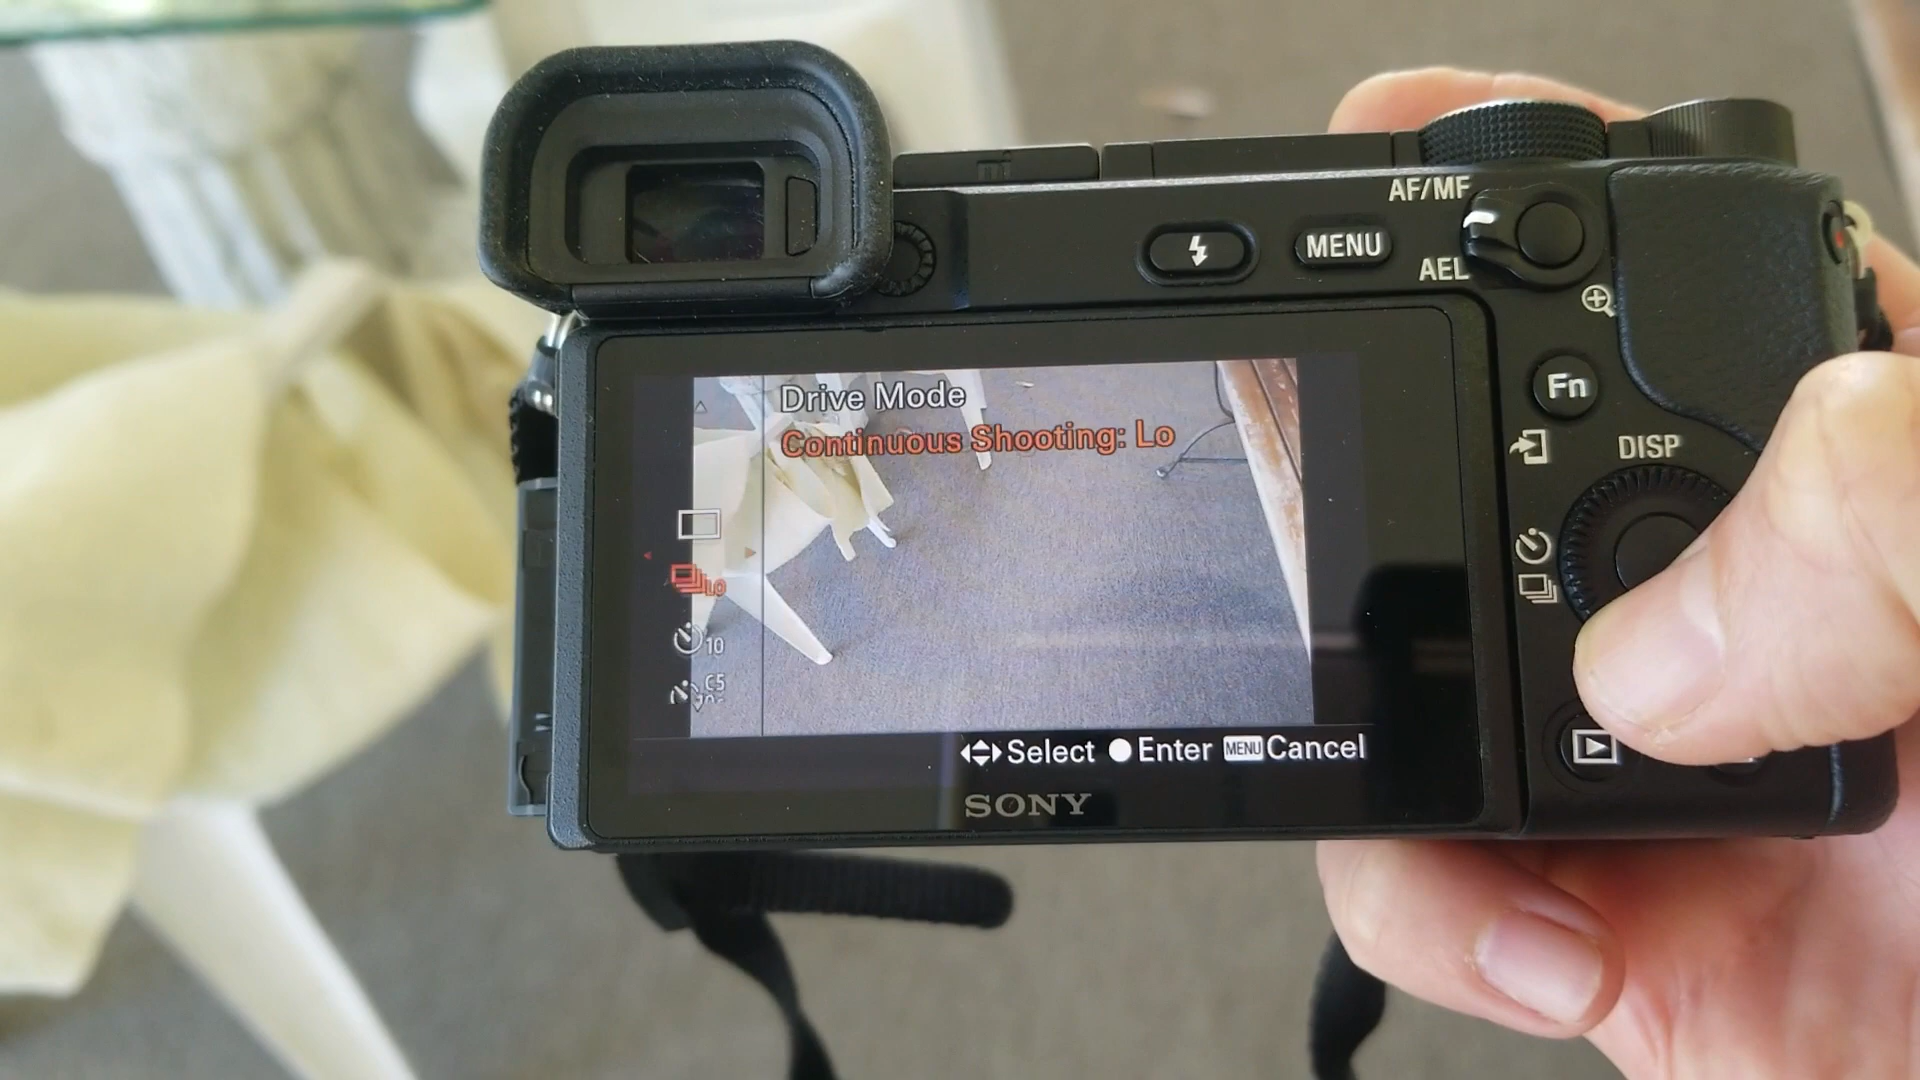 AF/MF
MENU
AEL
Fn
DISP
Drive Mode
Continuous Shooting: Lo
LO
10
C5
Select Enter MENU Cancel
SONY